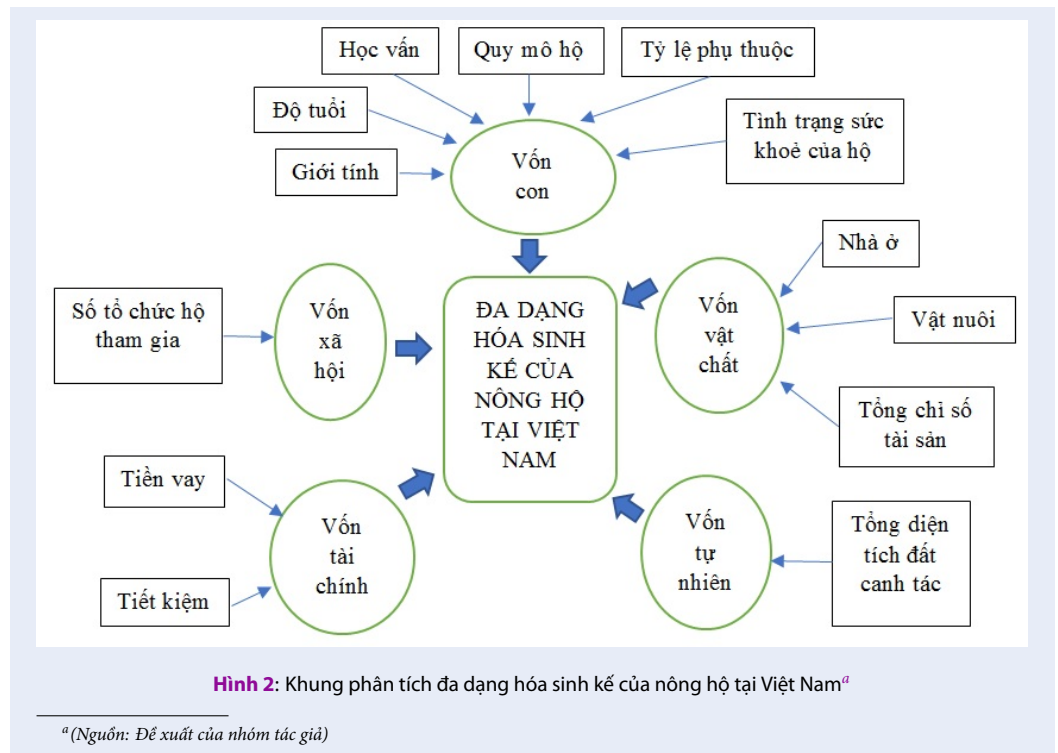 Học vấn
Quy mô hộ
Tỷ lệ phụ thuộc
Độ tuổi
Tình trạng sức
khoẻ của hộ
Giới tính
Vốn
con
Nhà ở
Số tổ chức hộ
tham gia
Vốn
xã
hội
ĐA DẠNG
HÓA SINH
KẾ CỦA
NÔNG HỘ
TẠI VIỆT
NAM
Vốn
vật
chất
Vật nuôi
Tổng chỉ số
tài sản
Tiền vay
Vốn
tài
chính
Tiết kiệm
Vốn
tự
nhiên
Tổng diện
tích đất
canh tác
Hình 2: Khung phân tích đa dạng hóa sinh kế của nông hộ tại Việt Nam^a
^a (Nguồn: Đề xuất của nhóm tác giả)